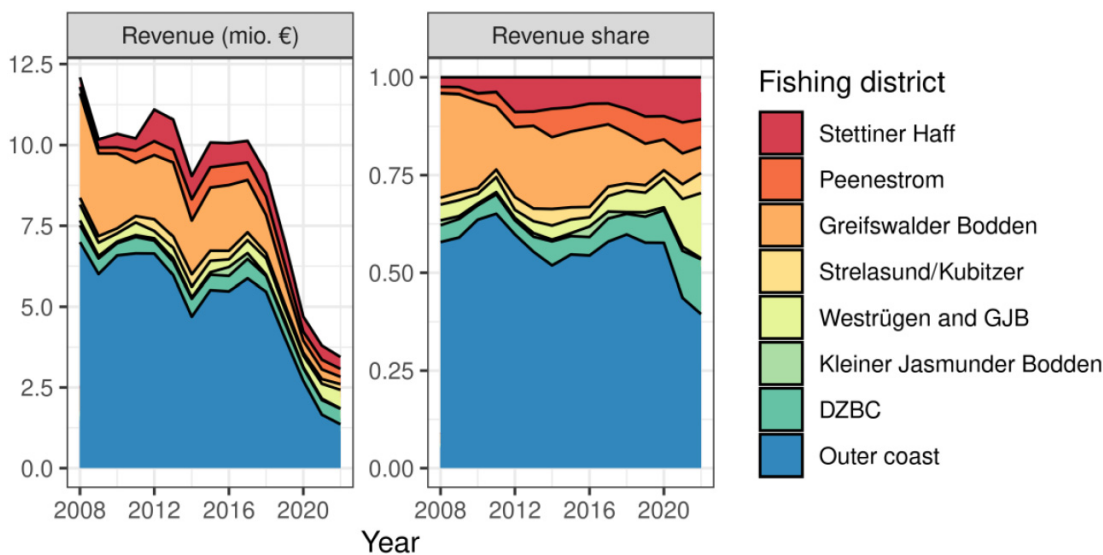 Revenue (mio. €)
Revenue share
12.5
10.0
7.5
5.0
2.5
0.0
2008
2012
2016
2020
1.00
0.75
0.50
0.25
0.00
2008
2012
2016
2020
Year
Fishing district
Stettiner Haff
Peenestrom
Greifswalder Bodden
Strelasund/Kubitzer
Westrügen and GJB
Kleiner Jasmunder Bodden
DZBC
Outer coast